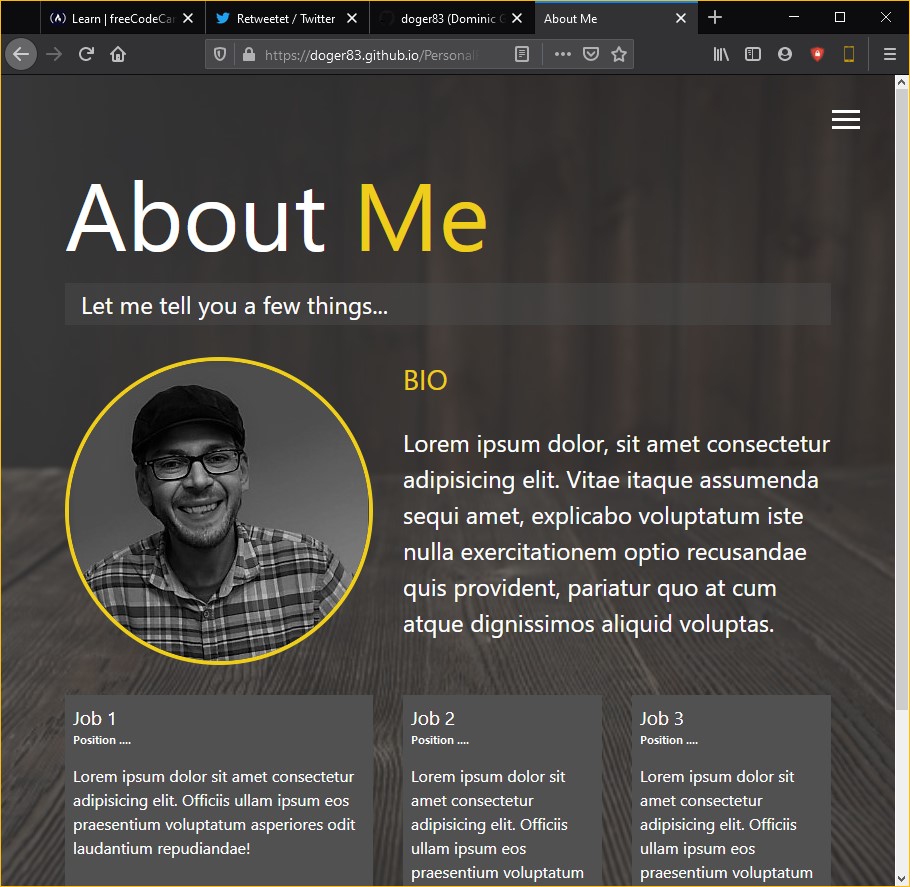 Learn | freeCodeCar
Retweetet / Twitter
doger83 (Dominic G
About Me
https://doger83.github.io/Personal
About Me
Let me tell you a few things...
BIO
Lorem ipsum dolor, sit amet consectetur
adipisicing elit. Vitae itaque assumenda
sequi amet, explicabo voluptatum iste
nulla exercitationem optio recusandae
quis provident, pariatur quo at cum
atque dignissimos aliquid voluptas.
Job 1
Position ....
Lorem ipsum dolor sit amet consectetur
adipisicing elit. Officiis ullam ipsum eos
praesentium voluptatum asperiores odit
laudantium repudiandae!
Job 2
Position ....
Lorem ipsum dolor sit
amet consectetur
adipisicing elit. Officiis
ullam ipsum eos
praesentium voluptatum
Job 3
Position ....
Lorem ipsum dolor sit
amet consectetur
adipisicing elit. Officiis
ullam ipsum eos
praesentium voluptatum